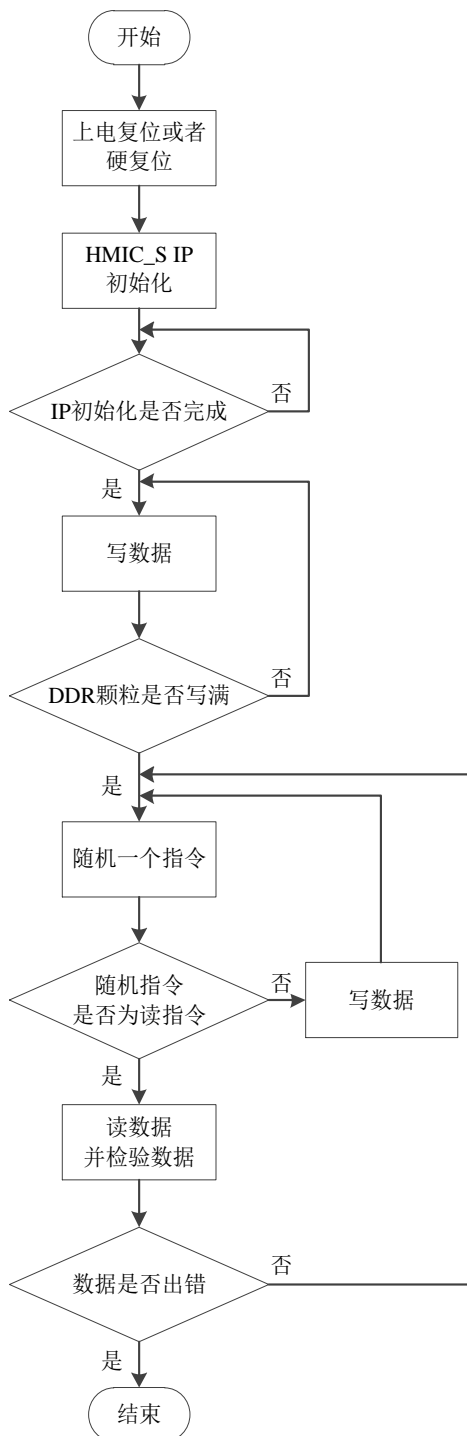 开始
上电复位或者
硬复位
HMIC_S IP
初始化
否
IP初始化是否完成
是
写数据
否
DDR颗粒是否写满
是
随机一个指令
随机指令
是否为读指令
否
写数据
是
读数据
并检验数据
否
数据是否出错
是
结束